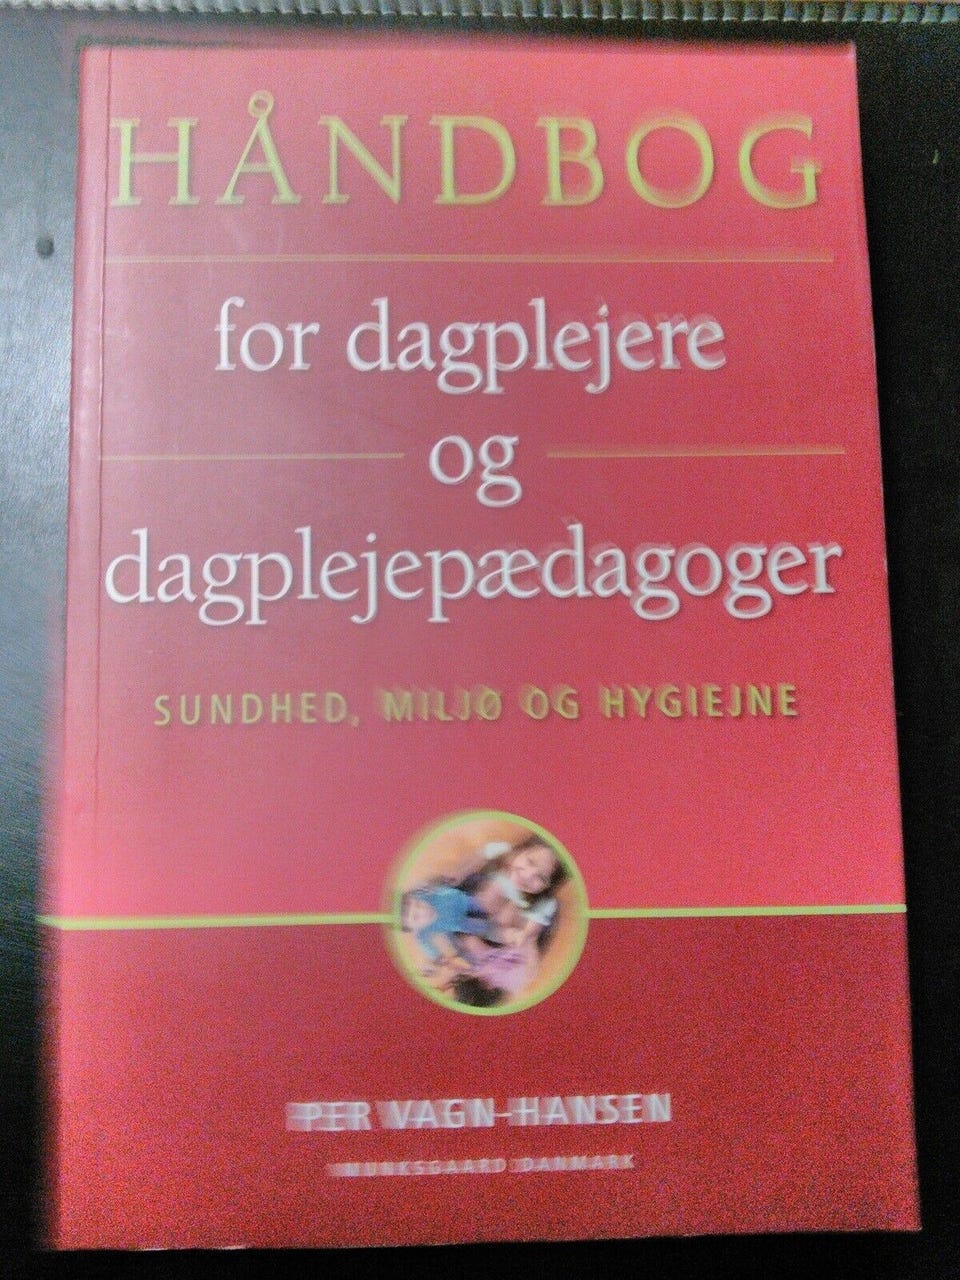 HÅNDBOG
for dagplejere
og
dagplejepædagoger
SUNDHED, MILJØ OG HYGIEJNE
PER VAGN-HANSEN
MUNKSGAARD DANMARK